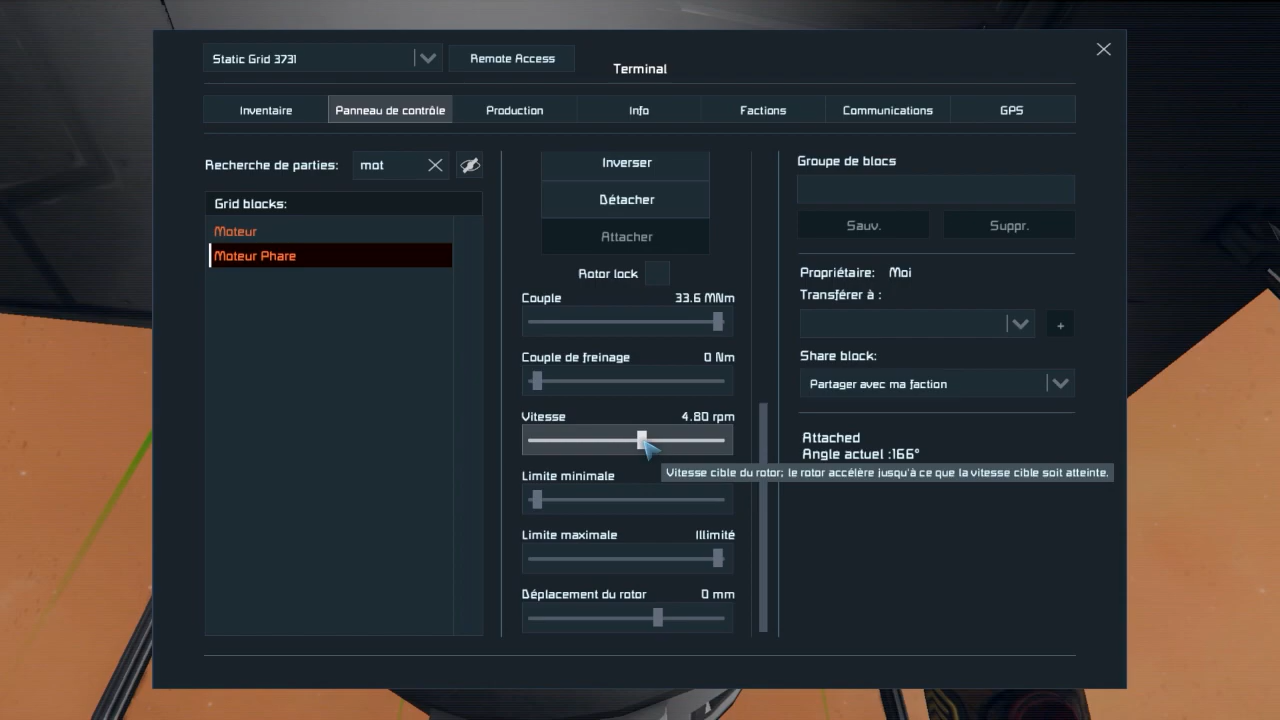 Static Grid 3731
Remote Access
Terminal
Inventaire
Panneau de contrôle
Production
Info
Factions
Communications
GPS
Recherche de parties:
mot
Grid blocks:
Moteur
Moteur Phare
Inverser
Détacher
Attacher
Rotor lock
Couple 33.6 MNm
Couple de freinage 0 Nm
Vitesse 4.80 rpm
Limite minimale
Limite maximale Illimité
Déplacement du rotor 0 mm
Groupe de blocs
Sauv.
Suppr.
Propriétaire: Moi
Transférer à :
+
Share block:
Partager avec ma faction
Attached
Angle actuel :166°
Vitesse cible du rotor; le rotor accélère jusqu'à ce que la vitesse cible soit atteinte.